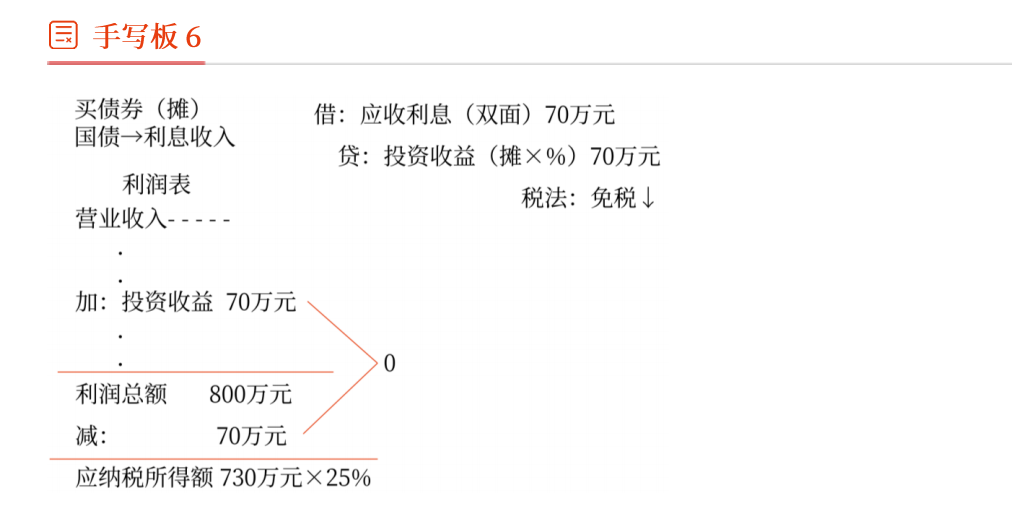 手写板 6
买债券（摊）
国债→利息收入
借：应收利息（双面）70万元
贷：投资收益（摊×%）70万元
税法：免税↓
利润表
营业收入- - - - -
·
·
加：投资收益 70万元
·
·
0
利润总额 800万元
减： 70万元
应纳税所得额 730万元×25%